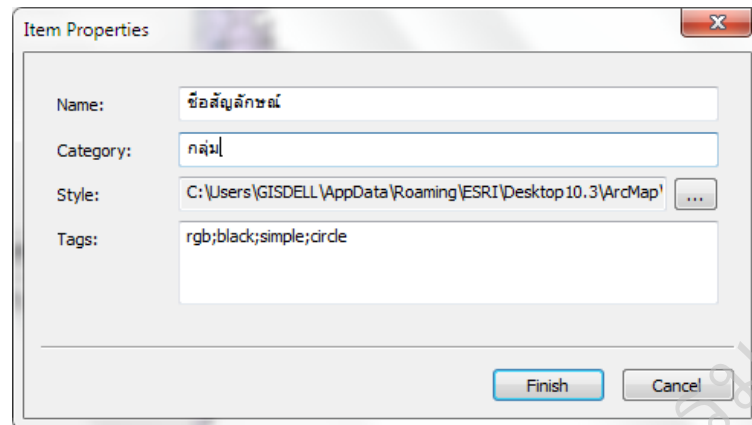 Item Properties
Name: ชื่อสัญลักษณ์
Category: กลุ่ม
Style: C:\Users\GISDELL\AppData\Roaming\ESRI\Desktop10.3\ArcMap\ ...
Tags: rgb;black;simple;circle
Finish Cancel